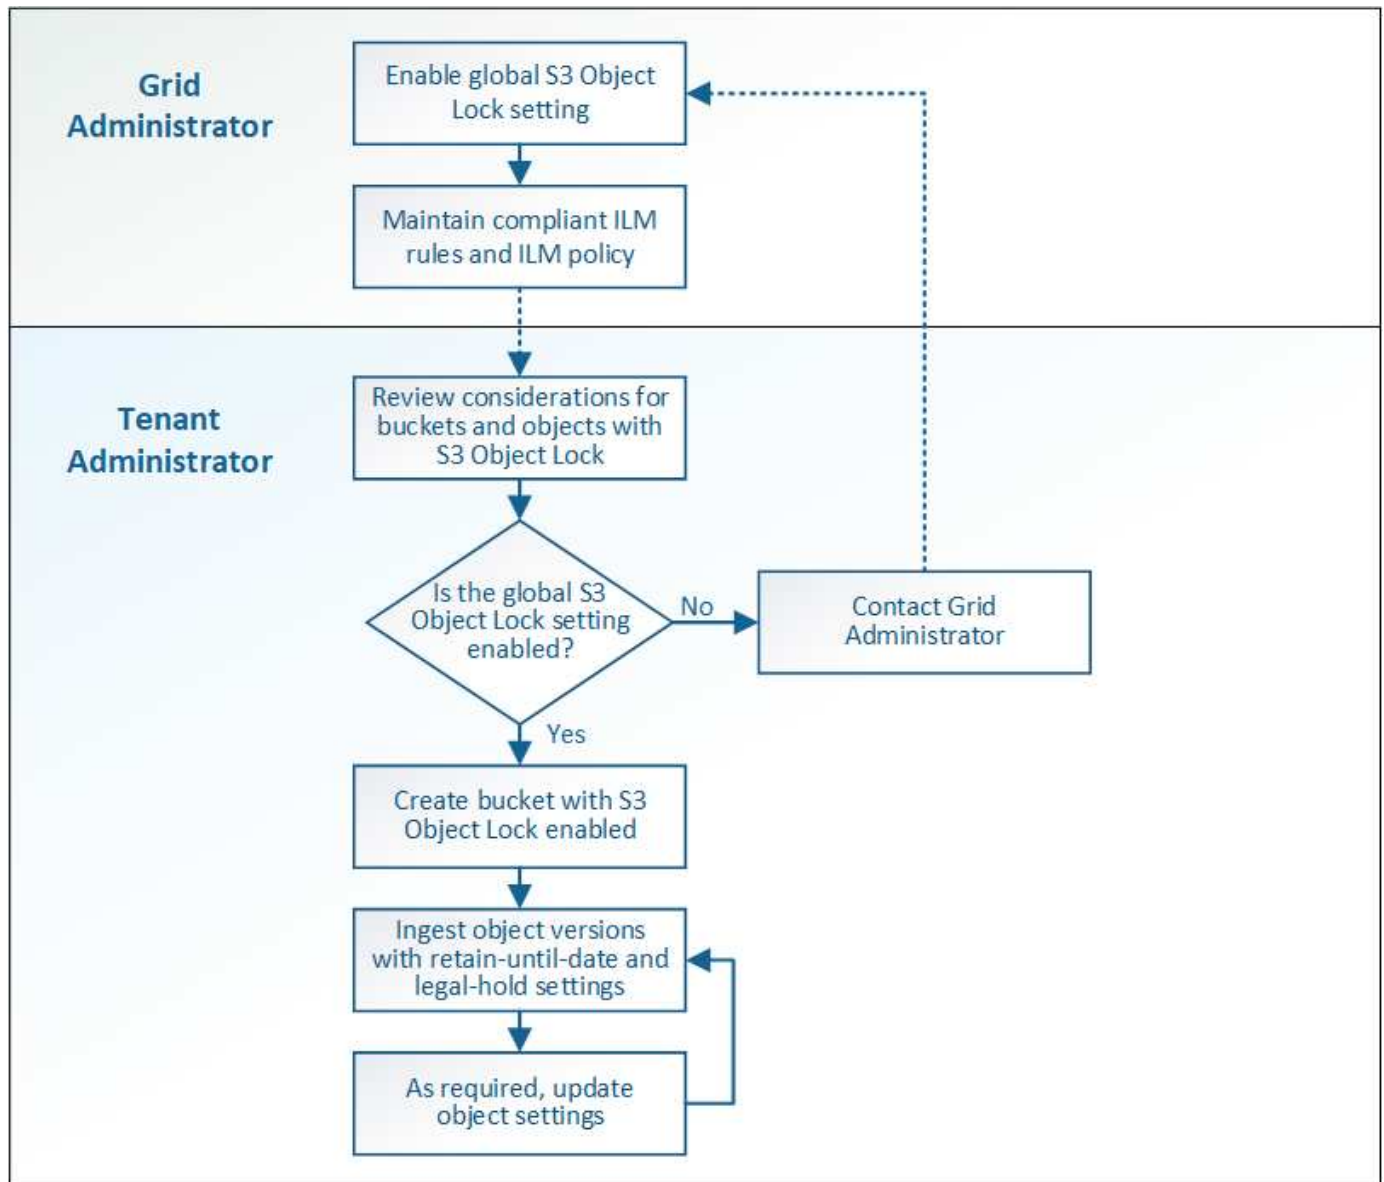 Grid
Administrator
Enable global S3 Object
Lock setting
Maintain compliant ILM
rules and ILM policy
Tenant
Administrator
Review considerations for
buckets and objects with
S3 Object Lock
Is the global S3
Object Lock setting
enabled?
No
Contact Grid
Administrator
Yes
Create bucket with S3
Object Lock enabled
Ingest object versions
with retain-until-date and
legal-hold settings
As required, update
object settings